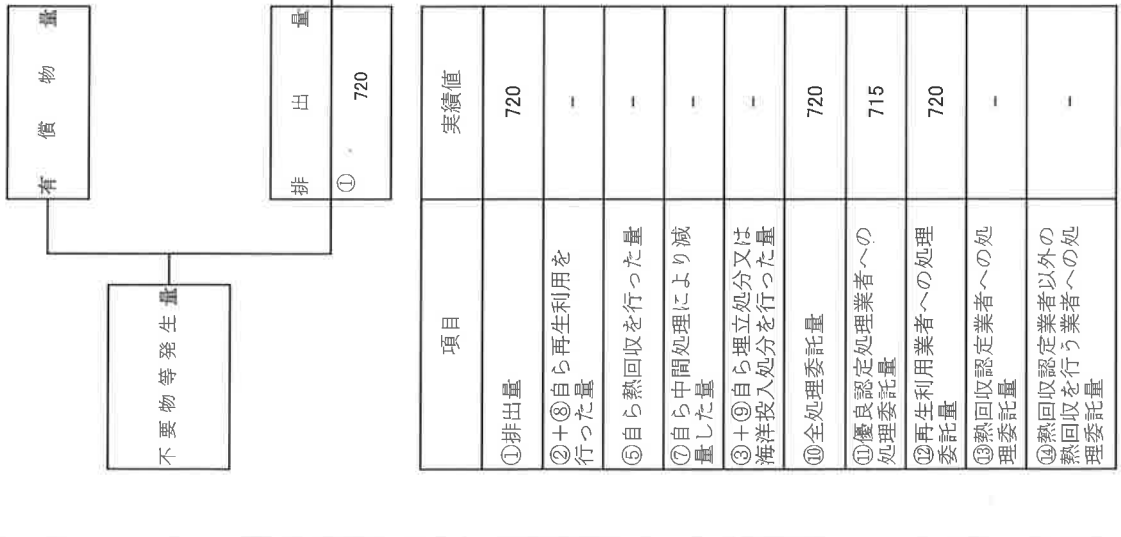 有償物量
不要物等発生量
排出量
① 720
項目 実績値
①排出量 720
②+⑧自ら再生利用を
行った量 －
⑤自ら熱回収を行った量 －
⑦自ら中間処理により減
量した量 －
③+⑨自ら埋立処分又は
海洋投入処分を行った量 －
⑩全処理委託量 720
⑪優良認定処理業者への
処理委託量 715
⑫再生利用業者への処理
委託量 720
⑬熱回収認定業者への処
理委託量 －
⑭熱回収認定業者以外の
熱回収を行う業者への処
理委託量 －